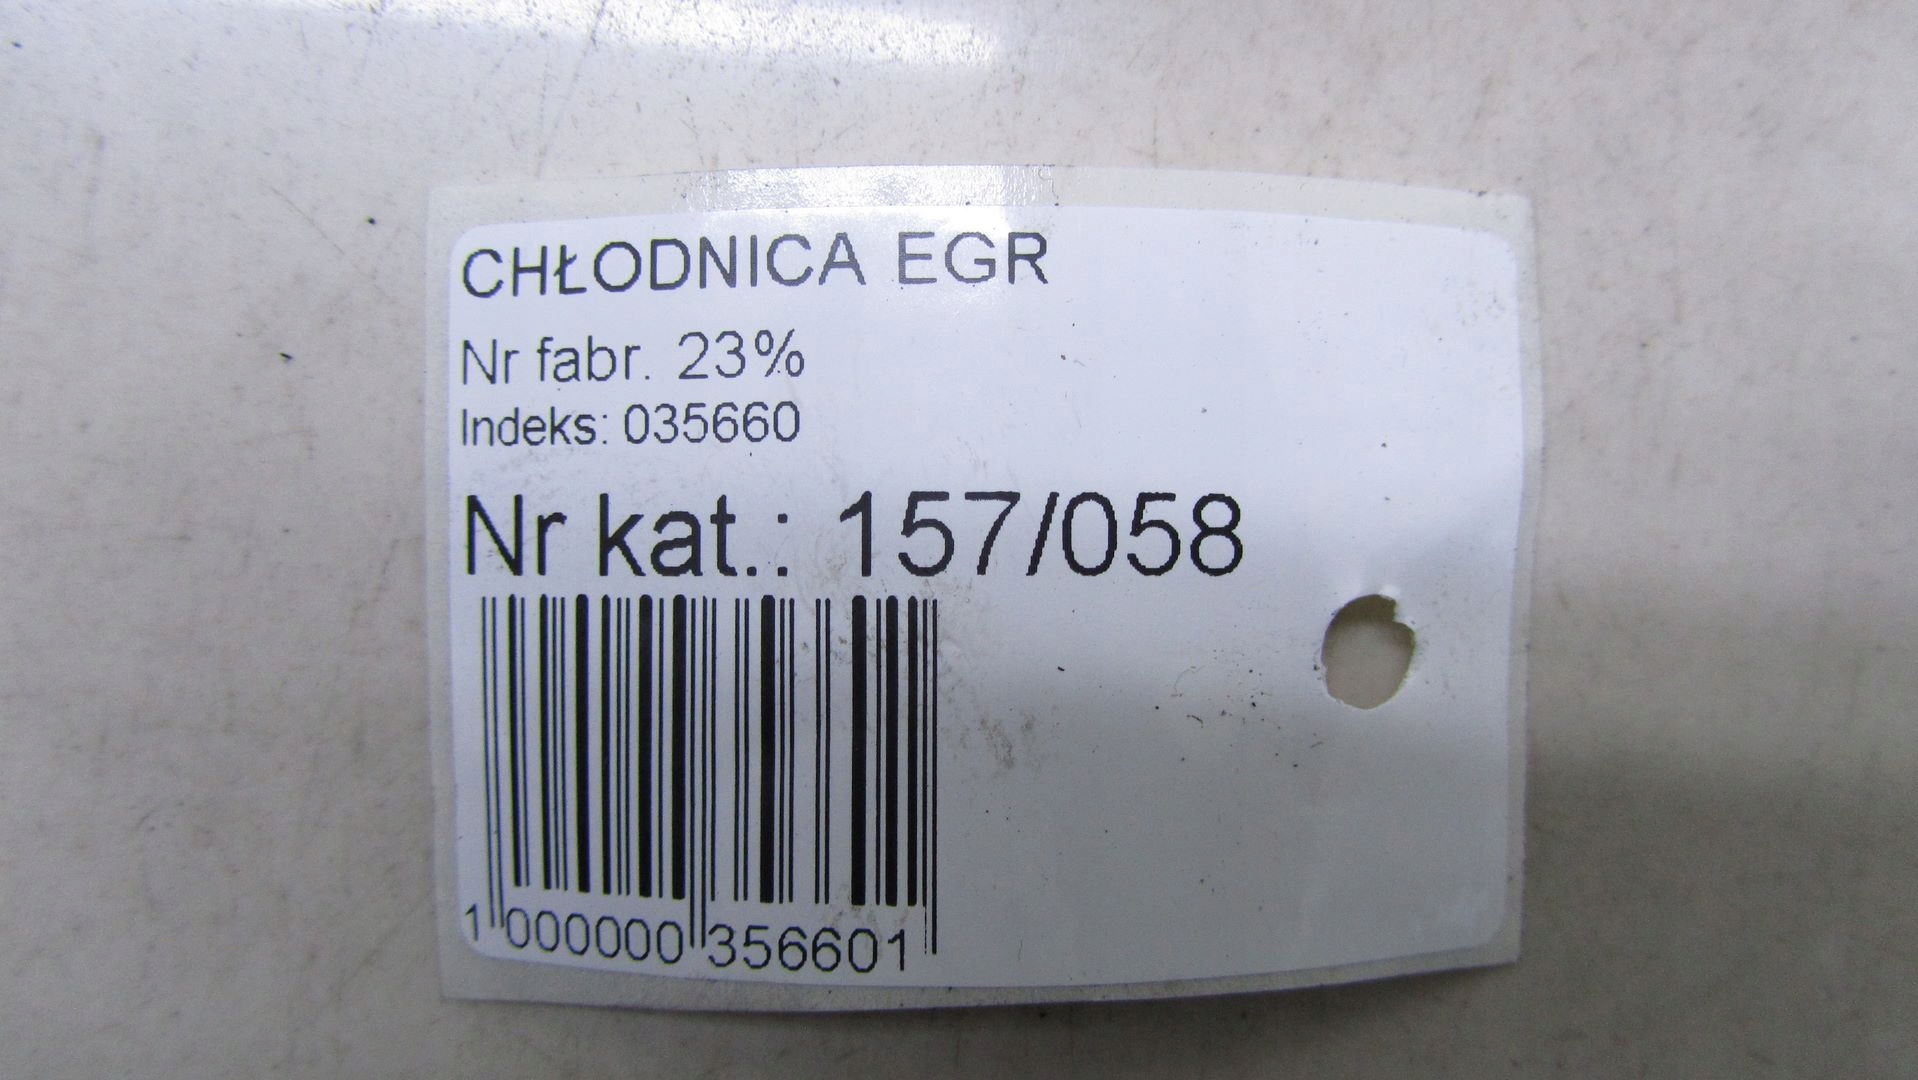 CHŁODNICA EGR
Nr fabr. 23%
Indeks: 035660
Nr kat.: 157/058
1 000000 356601